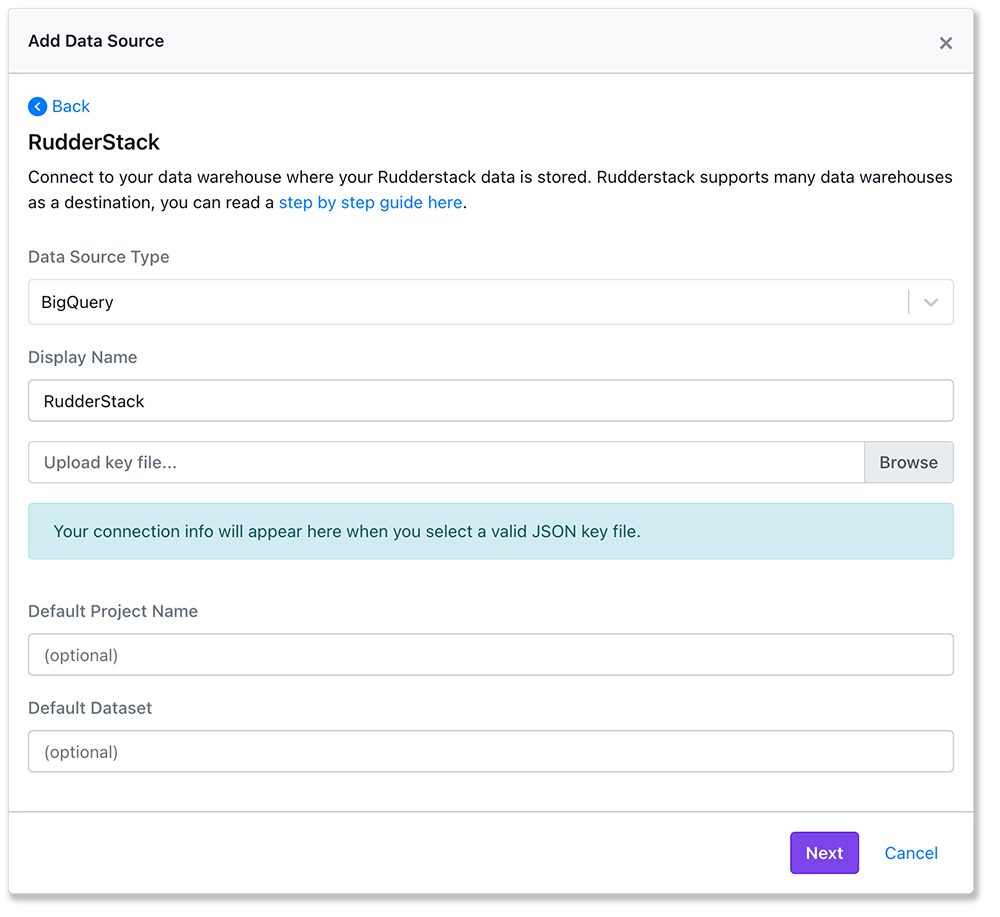 Add Data Source
×
Back
RudderStack
Connect to your data warehouse where your Rudderstack data is stored. Rudderstack supports many data warehouses
as a destination, you can read a step by step guide here.
Data Source Type
BigQuery
Display Name
RudderStack
Upload key file...
Browse
Your connection info will appear here when you select a valid JSON key file.
Default Project Name
(optional)
Default Dataset
(optional)
Next
Cancel